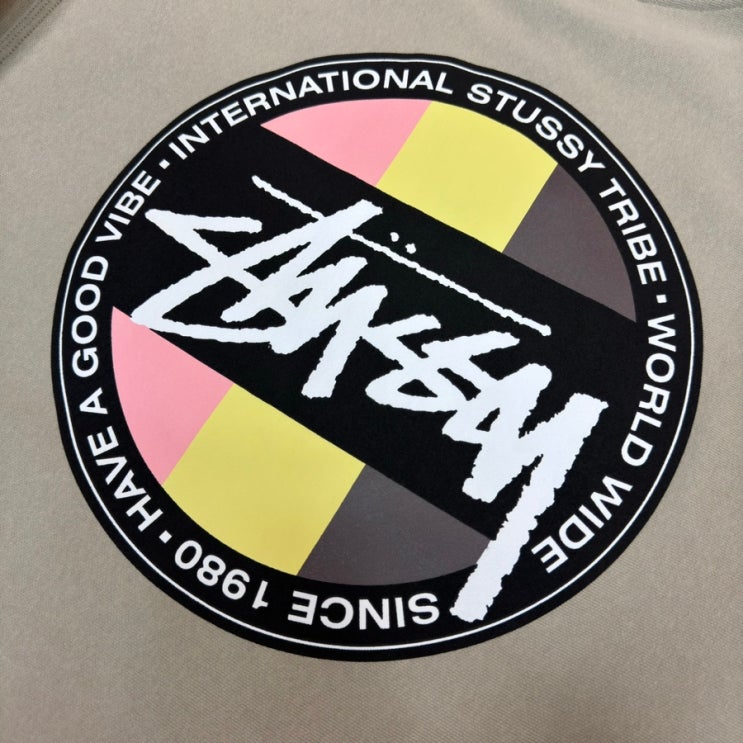 HAVE A GOOD VIBE · INTERNATIONAL STUSSY TRIBE · WORLD WIDE
Stüssy
SINCE 1980 ·